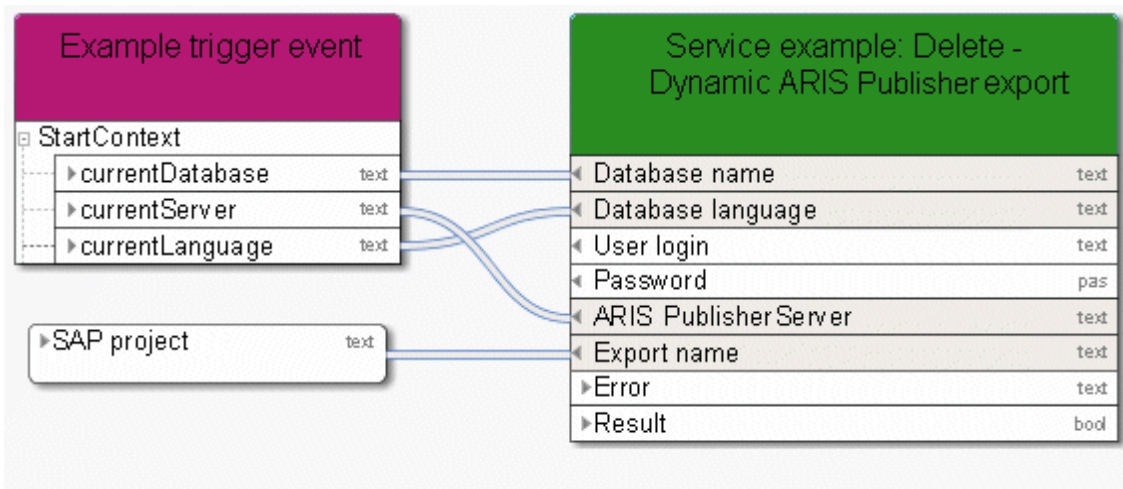 Example trigger event
StartContext
currentDatabase text
currentServer text
currentLanguage text
SAP project text
Service example: Delete -
Dynamic ARIS Publisher export
Database name text
Database language text
User login text
Password pas
ARIS Publisher Server text
Export name text
Error text
Result bool